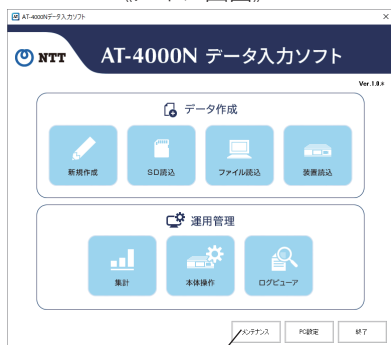 AT-4000Nデータ入力ソフト
NTT
AT-4000N データ入力ソフト
データ作成
新規作成
SD読込
ファイル読込
装置読込
運用管理
集計
本体操作
ログビューア
メンテナンス
PC設定
終了